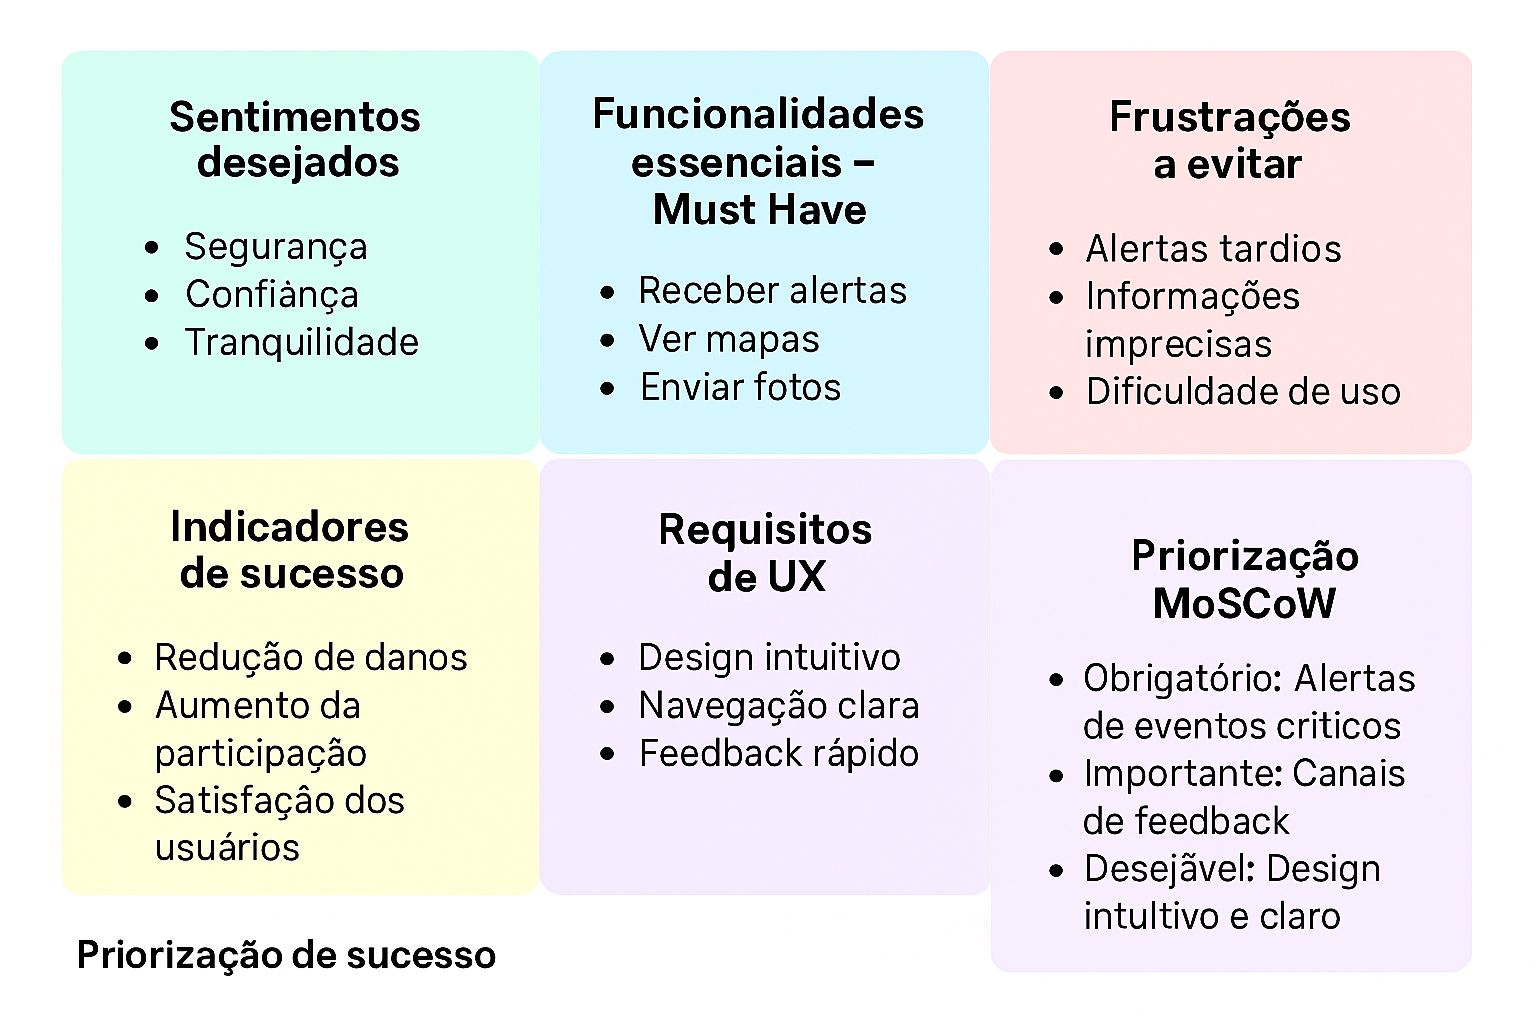 Sentimentos
desejados
• Segurança
• Confiȧnça
• Tranquilidade
Funcionalidades
essenciais –
Must Have
• Receber alertas
• Ver mapas
• Enviar fotos
Frustrações
a evitar
• Alertas tardios
• Informações
imprecisas
• Dificuldade de uso
Indicadores
de sucesso
• Redução de danos
• Aumento da
participação
• Satisfaçâo dos
usuários
Requisitos
de UX
• Design intuitivo
• Navegação clara
• Feedback rápido
Priorização
MoSCoW
• Obrigatório: Alertas
de eventos criticos
• Importante: Canais
de feedback
• Desejãvel: Design
intultivo e claro
Priorização de sucesso